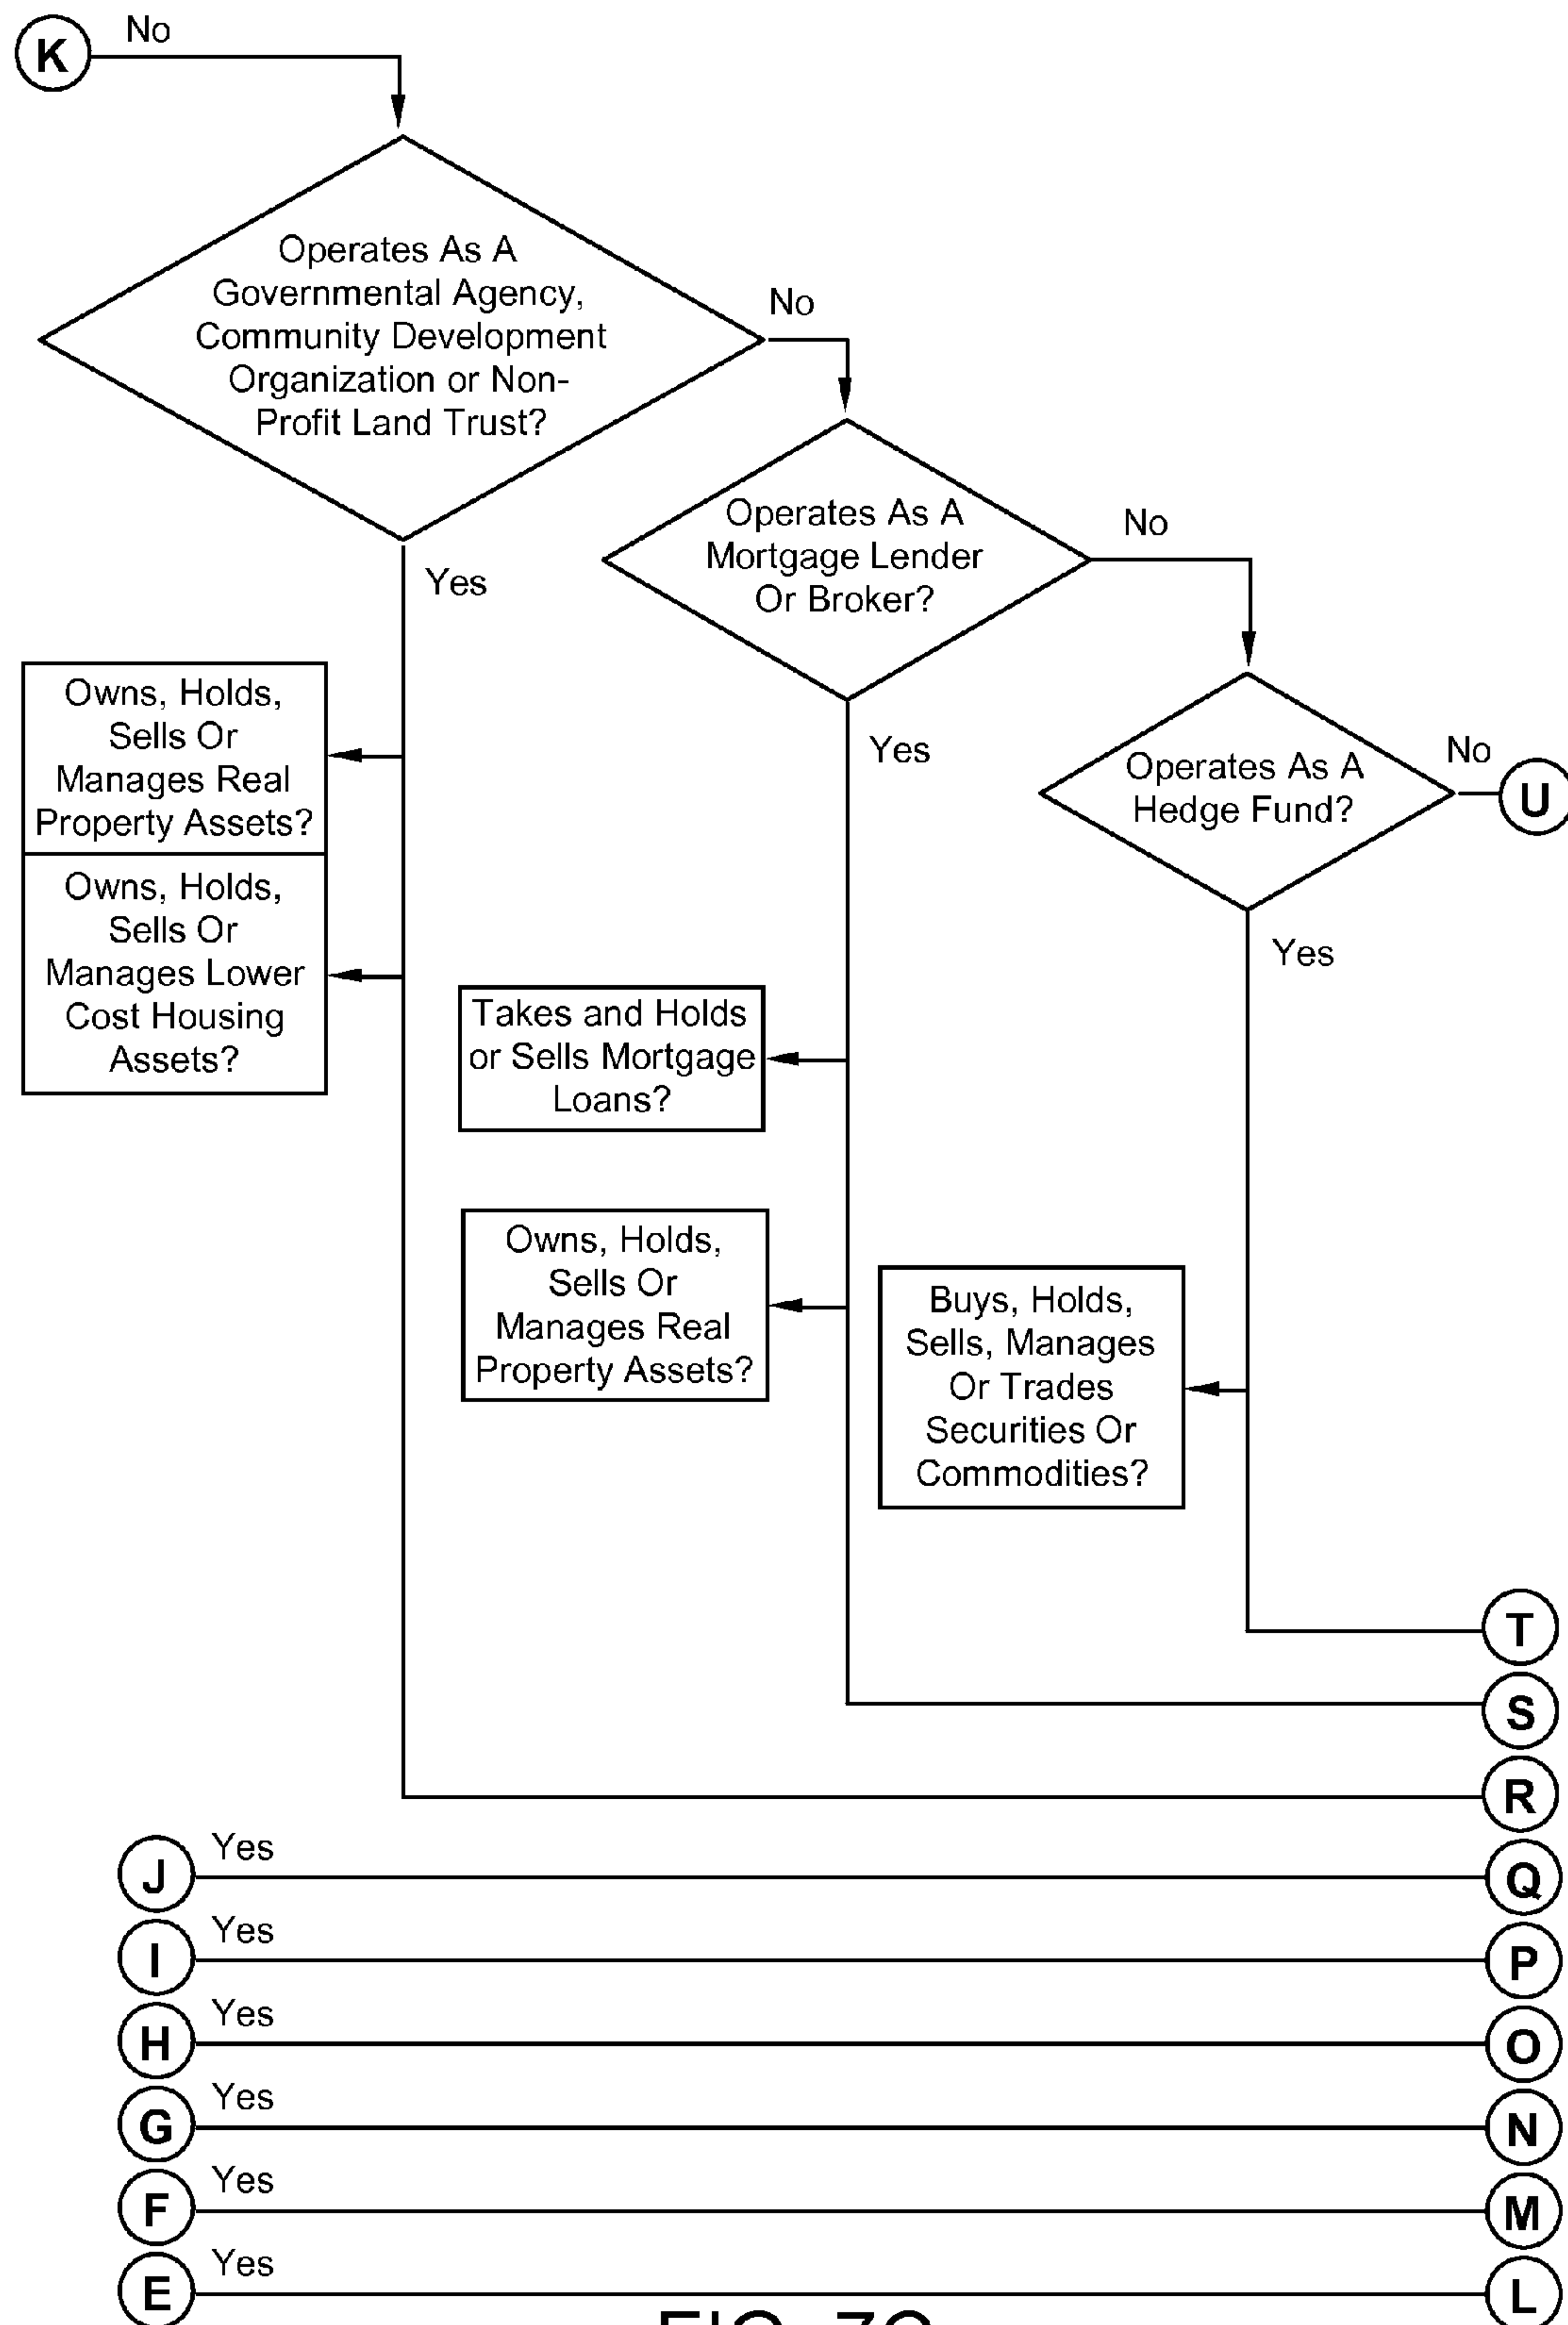 K
No
Operates As A
Governmental Agency,
Community Development
Organization or Non-
Profit Land Trust?
No
Yes
Operates As A
Mortgage Lender
Or Broker?
No
Yes
Operates As A
Hedge Fund?
No
U
Yes
Owns, Holds,
Sells Or
Manages Real
Property Assets?
Owns, Holds,
Sells Or
Manages Lower
Cost Housing
Assets?
Takes and Holds
or Sells Mortgage
Loans?
Owns, Holds,
Sells Or
Manages Real
Property Assets?
Buys, Holds,
Sells, Manages
Or Trades
Securities Or
Commodities?
T
S
R
J Yes Q
I Yes P
H Yes O
G Yes N
F Yes M
E Yes L